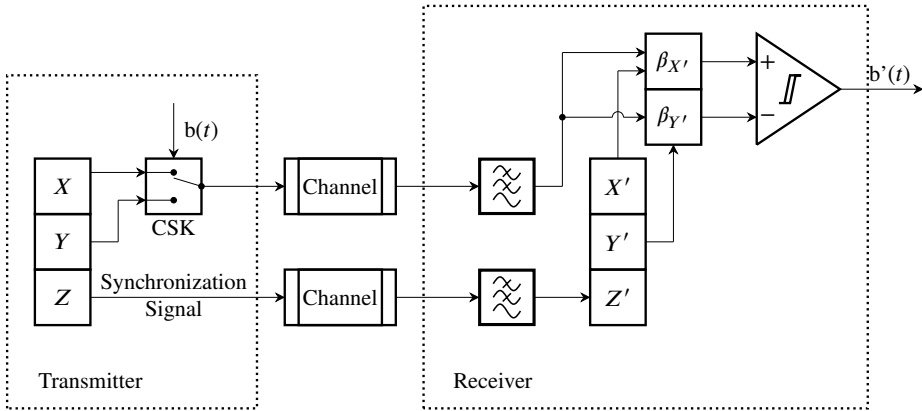 β_X′
+
b'(t)
b(t)
β_Y′
−
X
Channel
X′
CSK
Y
Y′
Synchronization
Signal
Z
Channel
Z′
Transmitter
Receiver